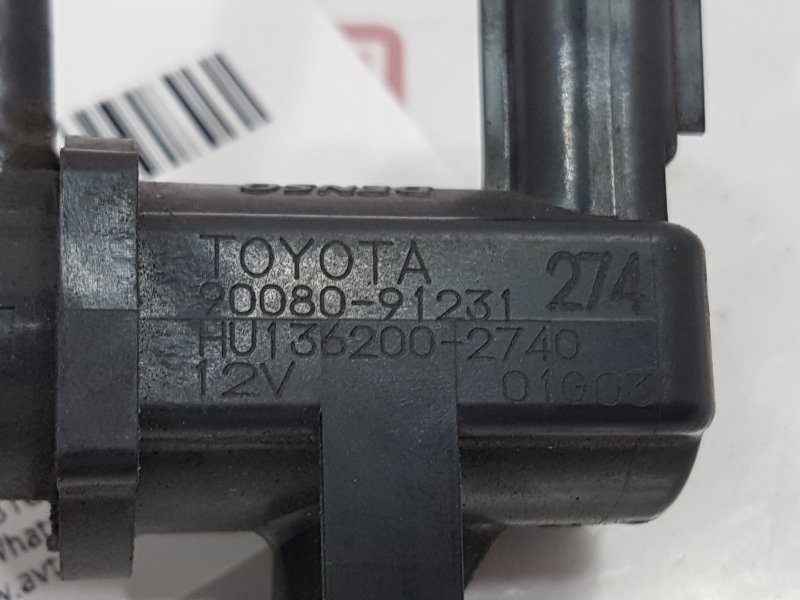 DENSO
TOYOTA
90080-91231
274
HU136200-2740
12V
01G03